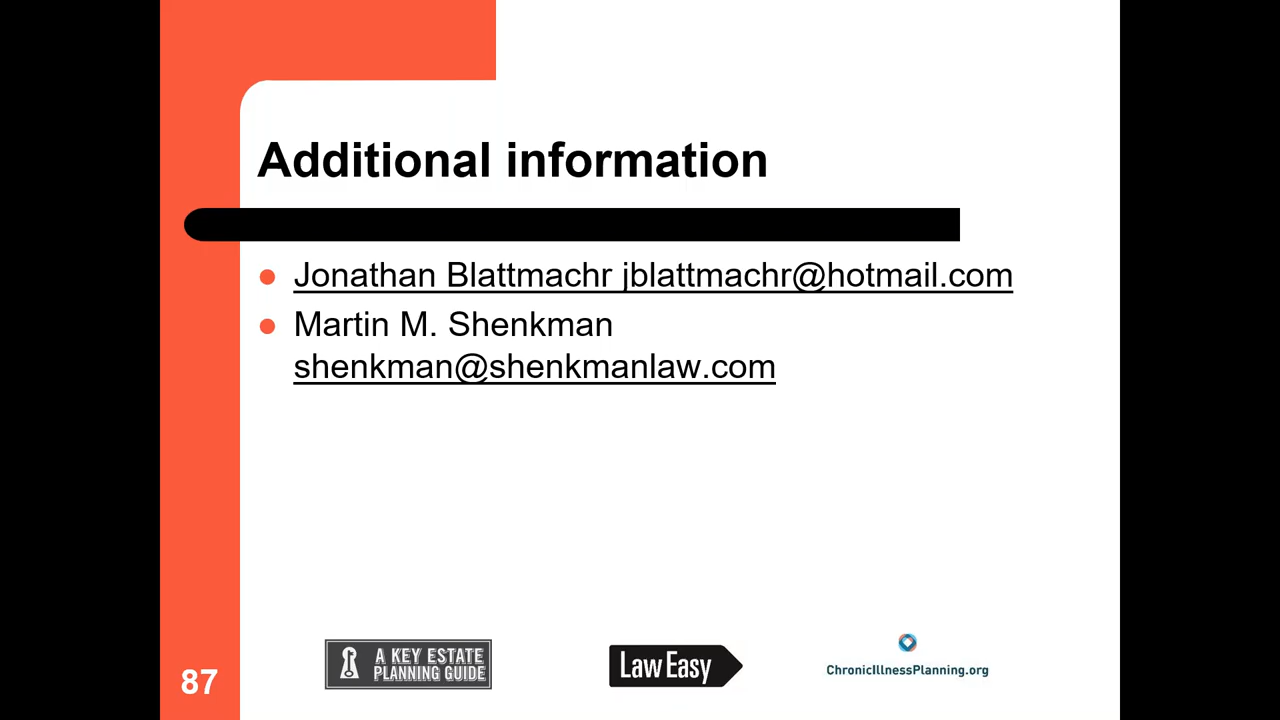 Additional information
Jonathan Blattmachr jblattmachr@hotmail.com
Martin M. Shenkman
shenkman@shenkmanlaw.com
A KEY ESTATE
PLANNING GUIDE
Law Easy
ChronicIllnessPlanning.org
87